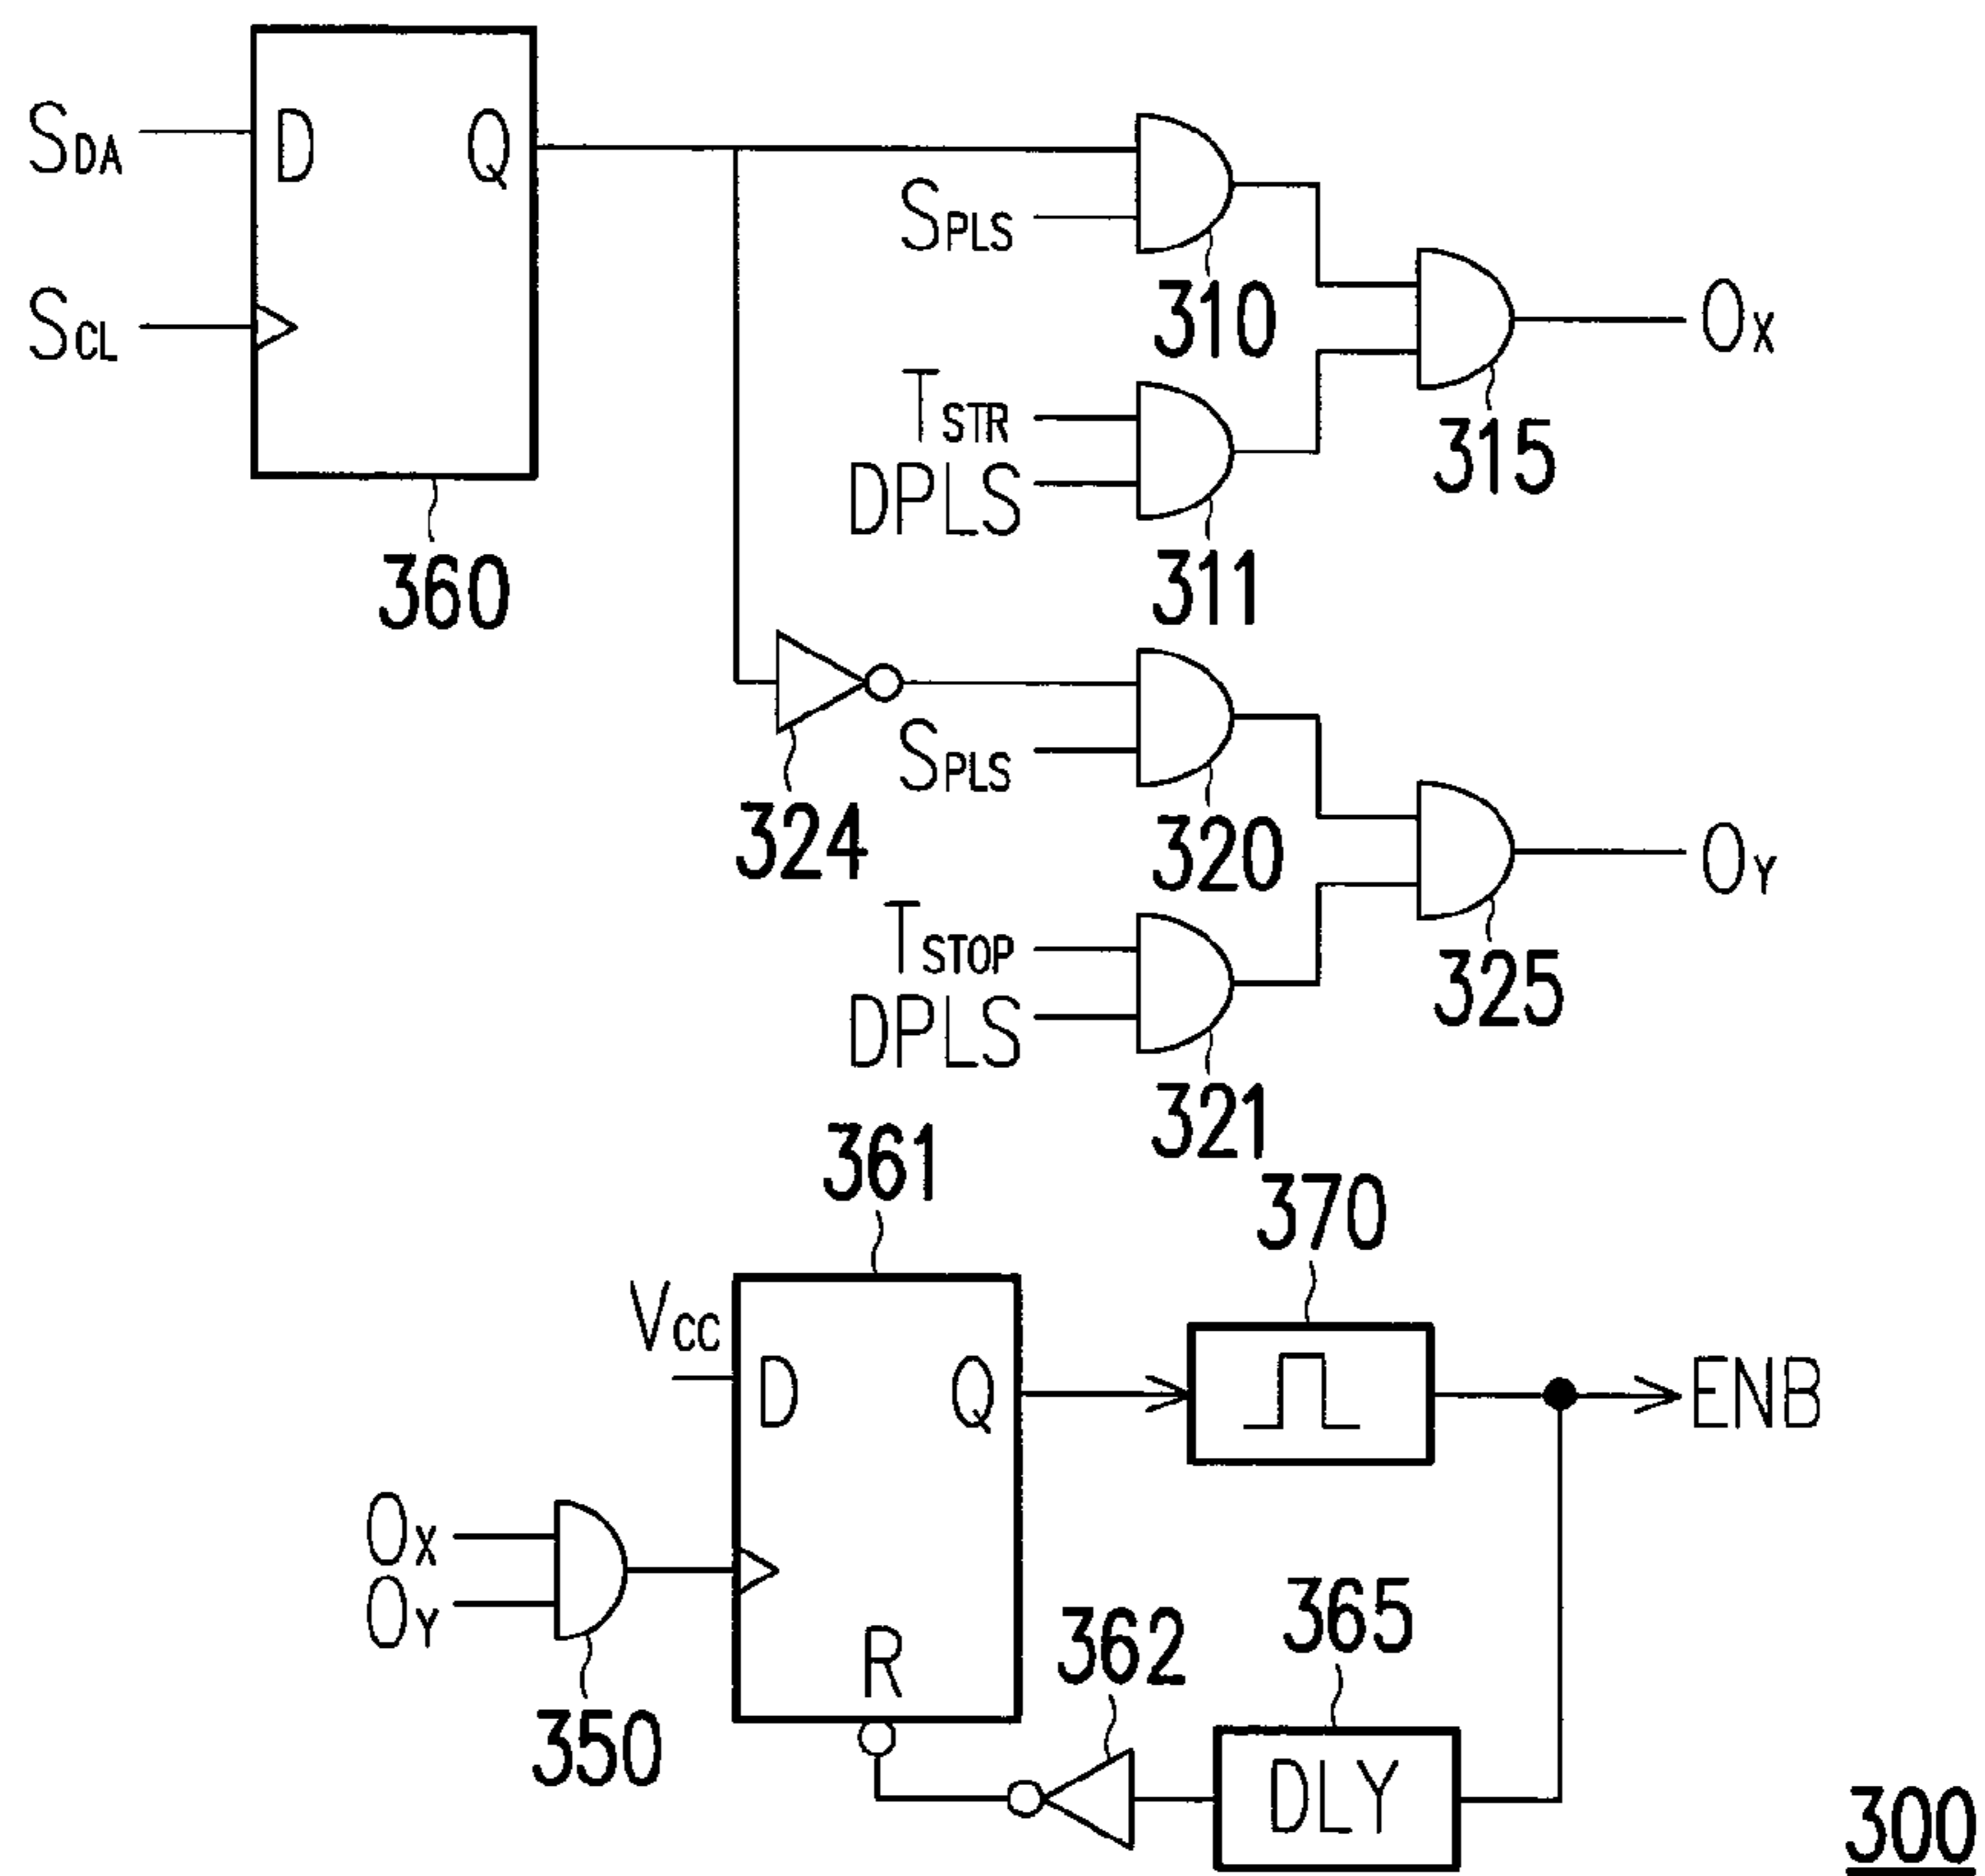 SDA
D
Q
SCL
360
SPLS
310
TSTR
DPLS
311
OX
315
324
SPLS
320
TSTOP
DPLS
321
OY
325
361
370
VCC
D
Q
ENB
OX
OY
350
R
362
365
DLY
300